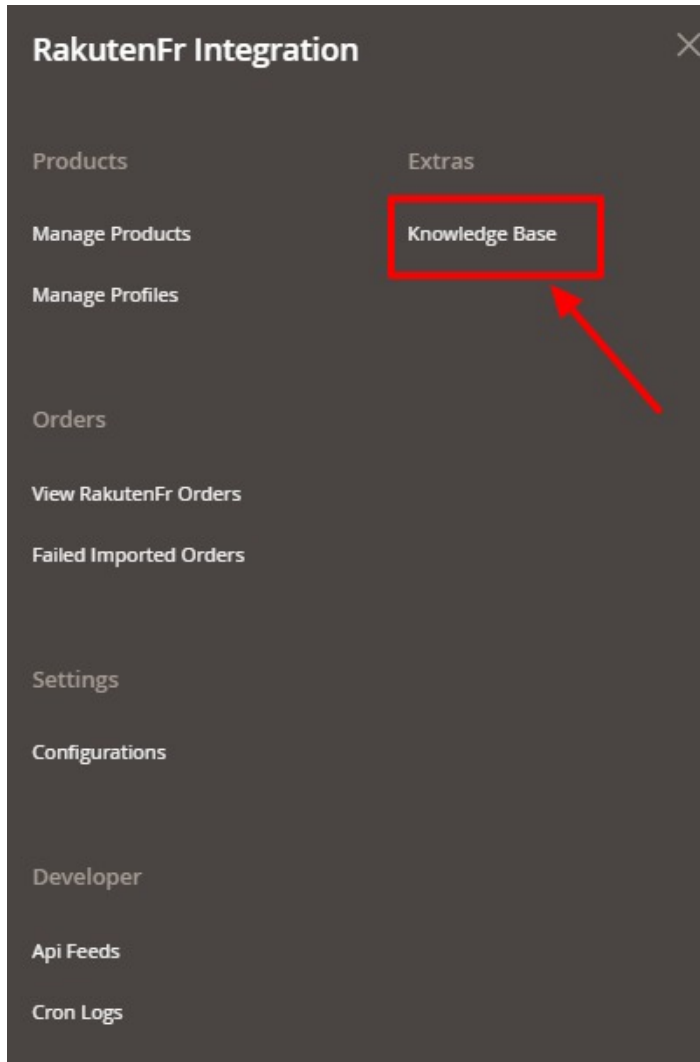 RakutenFr Integration
Products
Manage Products
Manage Profiles
Extras
Knowledge Base
Orders
View RakutenFr Orders
Failed Imported Orders
Settings
Configurations
Developer
Api Feeds
Cron Logs